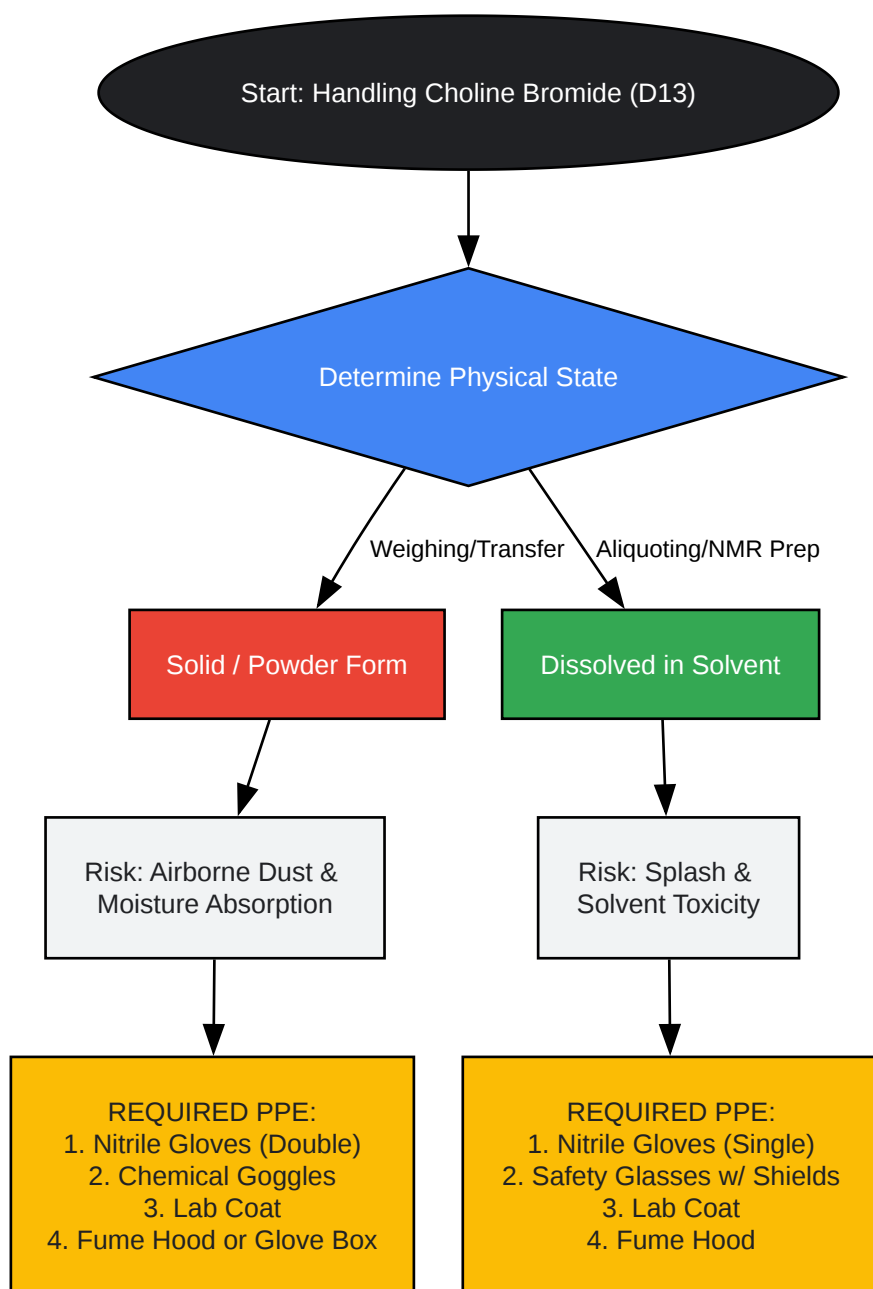 Start: Handling Choline Bromide (D13)
Determine Physical State
Weighing/Transfer
Aliquoting/NMR Prep
Solid / Powder Form
Dissolved in Solvent
Risk: Airborne Dust &
Moisture Absorption
Risk: Splash &
Solvent Toxicity
REQUIRED PPE:
1. Nitrile Gloves (Double)
2. Chemical Goggles
3. Lab Coat
4. Fume Hood or Glove Box
REQUIRED PPE:
1. Nitrile Gloves (Single)
2. Safety Glasses w/ Shields
3. Lab Coat
4. Fume Hood